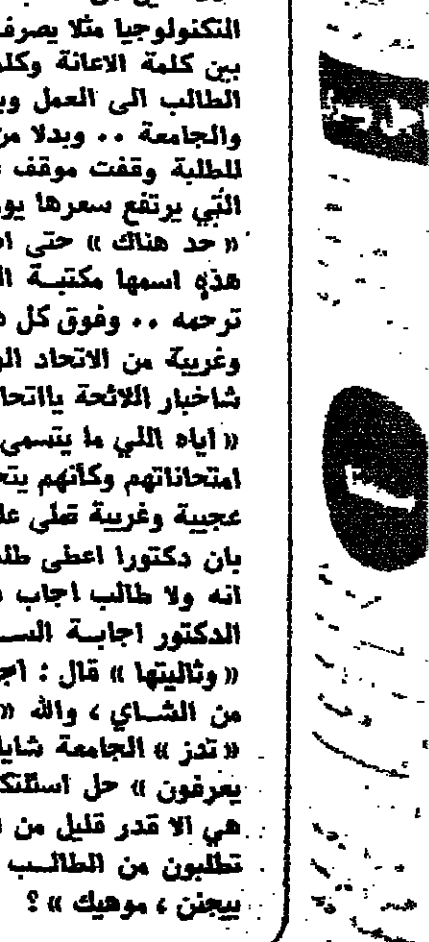 التكنولوجيا مثلا يصرف
بين كلمة الاعانة وكلم
الطالب الى العمل وب
والجامعة .. وبدلا من
للطلبة وقفت موقف
التي يرتفع سعرها يو
« حد هناك » حتى ا
هذه اسمها مكتبة ال
ترحمه .. وفوق كل ه
وغريبة من الاتحاد ال
شاخبار اللائحة يااتحا
« اياه اللي ما يتسمى
امتحاناتهم وكأنهم يتح
عجيبة وغريبة تملى عل
بان دكتورا اعطى طل
انه ولا طالب اجاب
الدكتور اجابة الس
« وثاليتها » قال : اج
من الشاي ، والله «
« تدز » الجامعة شاي
يعرفون » حل اسئلتك
هي الا قدر قليل من
تطلبون من الطالب
بيجنن ، موهيك » ؟